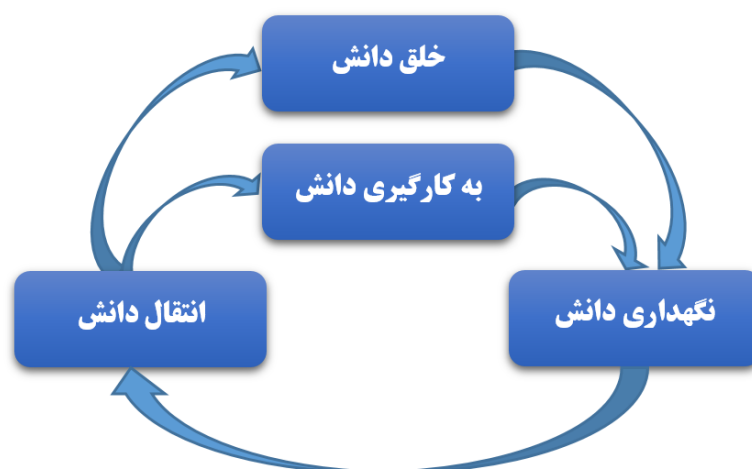 خلق دانش
به کارگیری دانش
نگهداری دانش
انتقال دانش